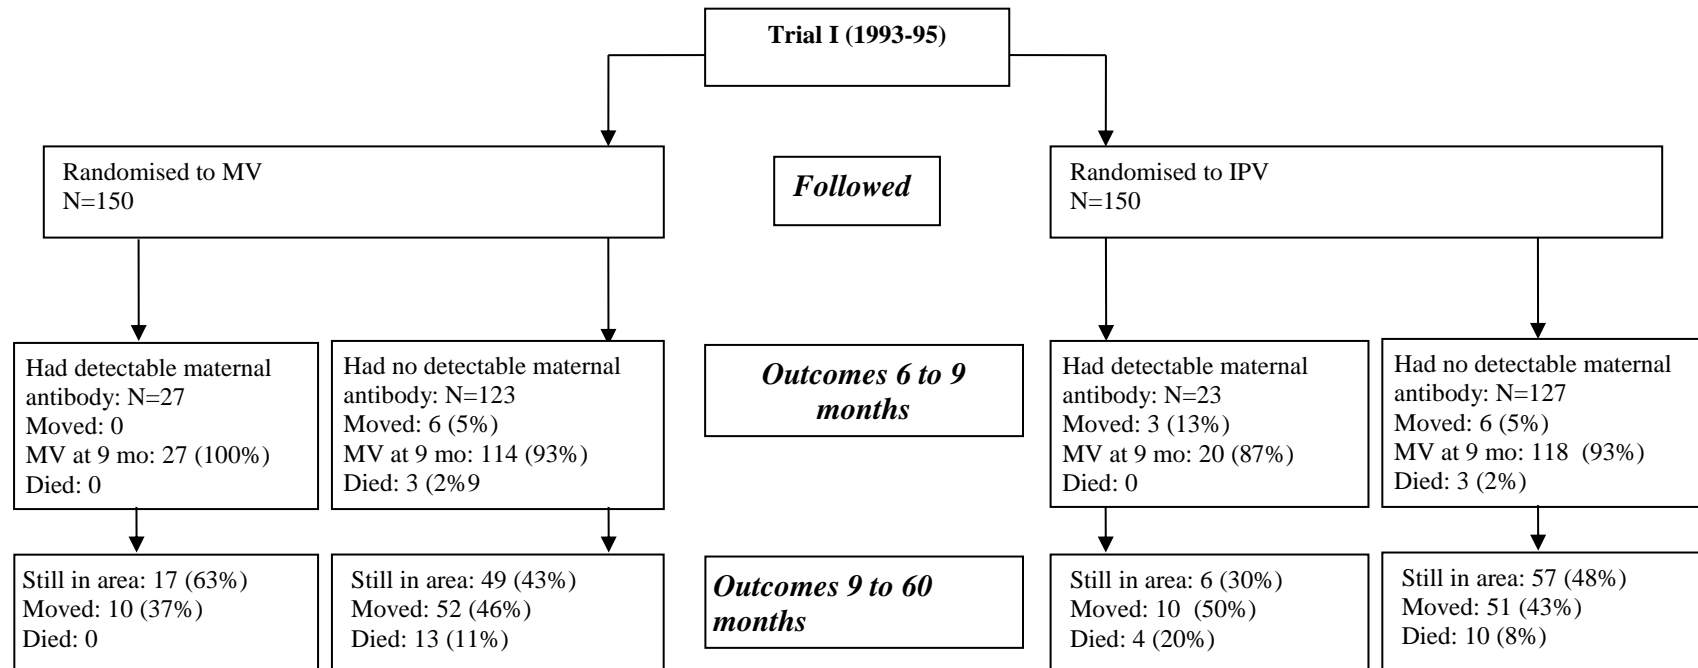 Trial I (1993-95)
Randomised to MV
N=150
Followed
Randomised to IPV
N=150
Had detectable maternal
antibody: N=27
Moved: 0
MV at 9 mo: 27 (100%)
Died: 0
Had no detectable maternal
antibody: N=123
Moved: 6 (5%)
MV at 9 mo: 114 (93%)
Died: 3 (2%9
Outcomes 6 to 9
months
Had detectable maternal
antibody: N=23
Moved: 3 (13%)
MV at 9 mo: 20 (87%)
Died: 0
Had no detectable maternal
antibody: N=127
Moved: 6 (5%)
MV at 9 mo: 118 (93%)
Died: 3 (2%)
Still in area: 17 (63%)
Moved: 10 (37%)
Died: 0
Still in area: 49 (43%)
Moved: 52 (46%)
Died: 13 (11%)
Outcomes 9 to 60
months
Still in area: 6 (30%)
Moved: 10 (50%)
Died: 4 (20%)
Still in area: 57 (48%)
Moved: 51 (43%)
Died: 10 (8%)